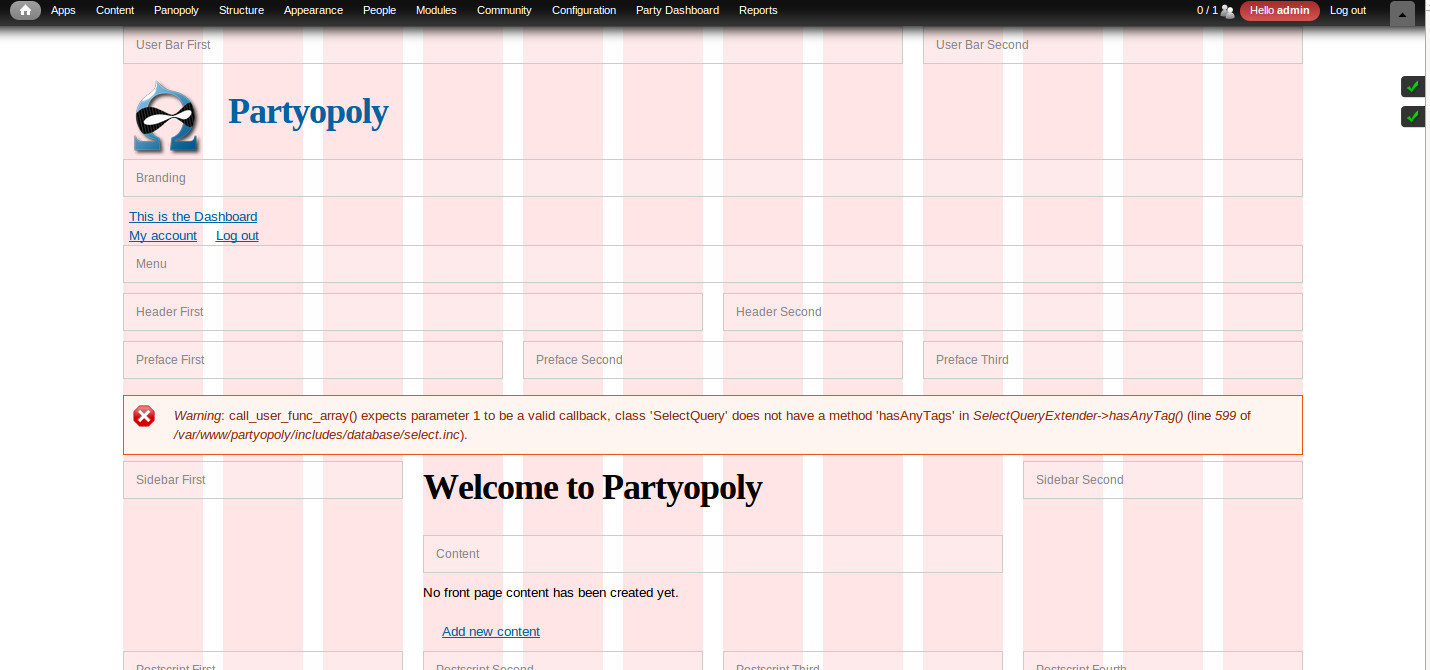 Apps Content Panopoly Structure Appearance People Modules Community Configuration Party Dashboard Reports 0 / 1 Hello admin Log out
User Bar First User Bar Second
Partyopoly
Branding
This is the Dashboard
My account Log out
Menu
Header First Header Second
Preface First Preface Second Preface Third
Warning: call_user_func_array() expects parameter 1 to be a valid callback, class 'SelectQuery' does not have a method 'hasAnyTags' in SelectQueryExtender->hasAnyTag() (line 599 of
/var/www/partyopoly/includes/database/select.inc).
Sidebar First Welcome to Partyopoly Sidebar Second
Content
No front page content has been created yet.
Add new content
Postscript First Postscript Second Postscript Third Postscript Fourth